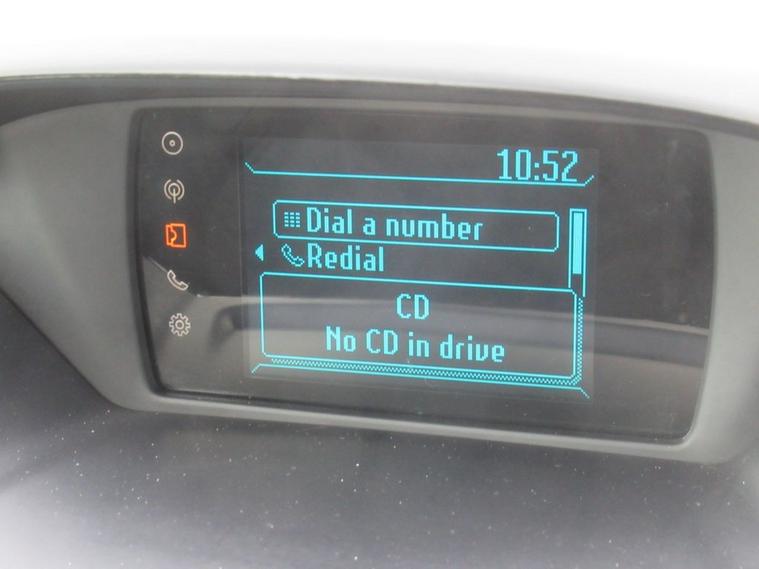 10:52
Dial a number
Redial
CD
No CD in drive